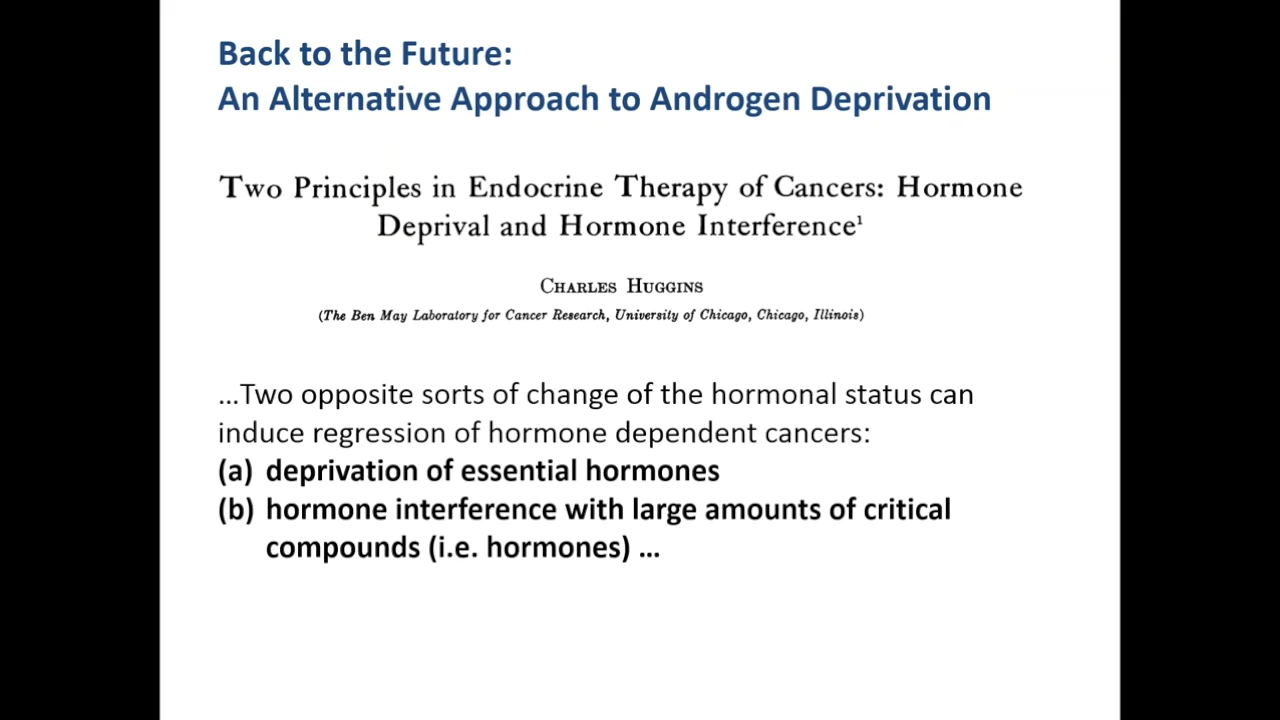 Back to the Future:
An Alternative Approach to Androgen Deprivation
Two Principles in Endocrine Therapy of Cancers: Hormone
Deprival and Hormone Interference¹
Charles Huggins
(The Ben May Laboratory for Cancer Research, University of Chicago, Chicago, Illinois)
…Two opposite sorts of change of the hormonal status can
induce regression of hormone dependent cancers:
(a) deprivation of essential hormones
(b) hormone interference with large amounts of critical
compounds (i.e. hormones) …